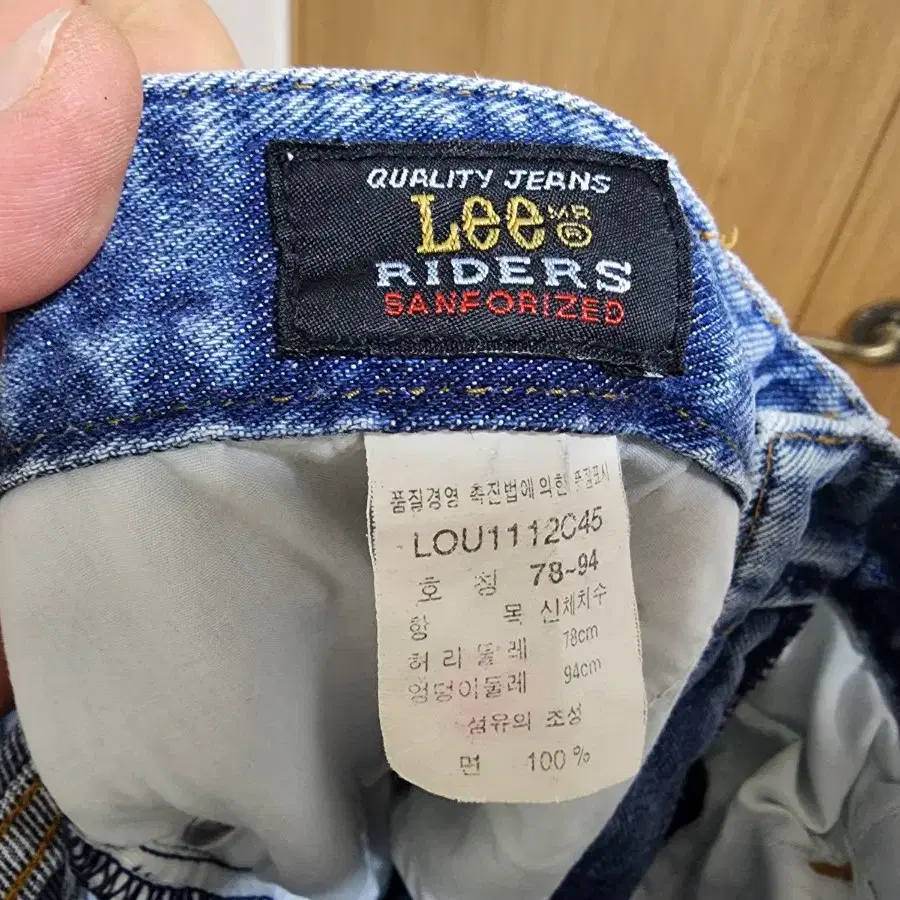 QUALITY JEANS
Lee MR ®
RIDERS
SANFORIZED
품질경영 촉진법에의한 품질표시
LOU1112C45
호 칭 78~94
항 목 신체치수
허리둘레 78cm
엉덩이둘레 94cm
섬유의 조성
면 100%